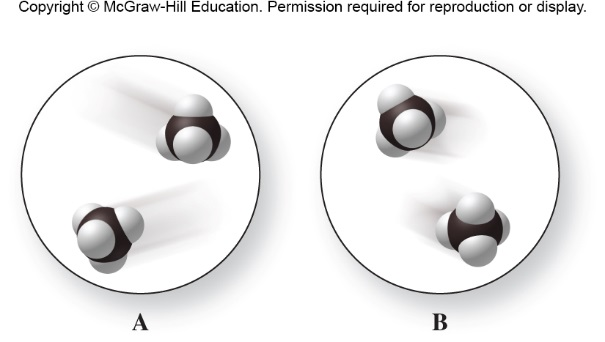 Copyright © McGraw-Hill Education. Permission required for reproduction or display.
A
B